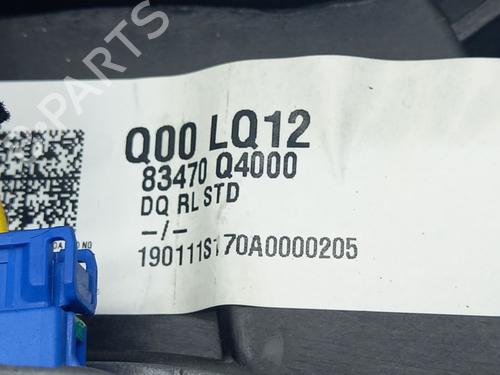 Q00 LQ12
83470 Q4000
DQ RL STD
-/-
190111S170A0000205